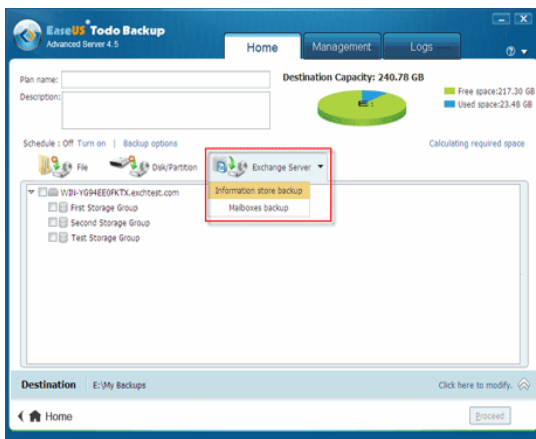 EaseUS® Todo Backup
Advanced Server 4.5
Home Management Logs
Plan name:
Destination Capacity: 240.78 GB
Description:
E: :
Free space:217.30 GB
Used space:23.48 GB
Schedule : Off Turn on | Backup options
Calculating required space
File Disk/Partition Exchange Server
Information store backup
Mailboxes backup
WIN-YG94EE0FKTX.exchtest.com
First Storage Group
Second Storage Group
Test Storage Group
Destination E:\My Backups
Click here to modify.
Home
Proceed